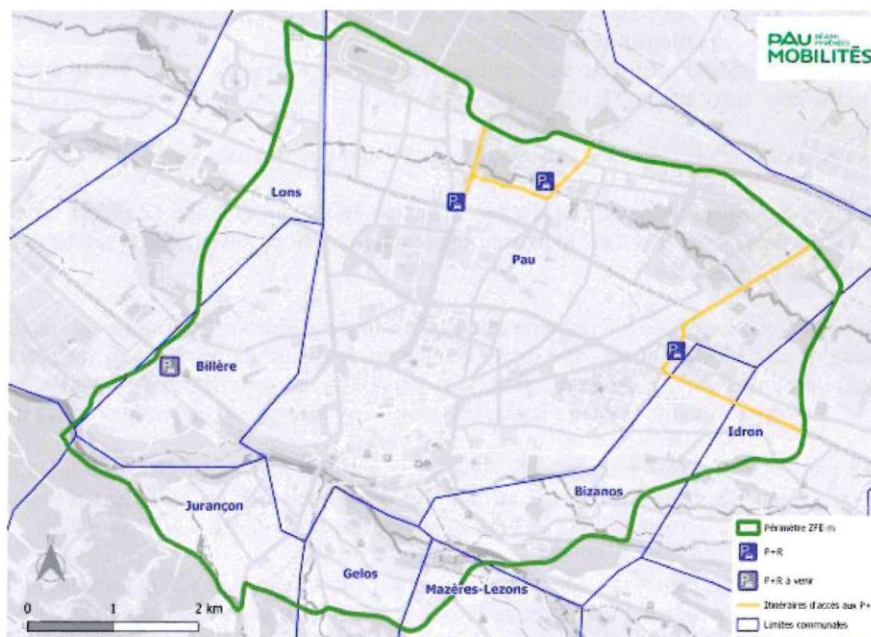 PAU BÉARN PYRÉNÉES
MOBILITÉS
Lons
Pau
Billère
Idron
Bizanos
Jurançon
Gelos
Mazères-Lezons
0 1 2 km
Périmètre ZFE-m
P+R
P+R à venir
Itinéraires d'accès aux P+
Limites communales